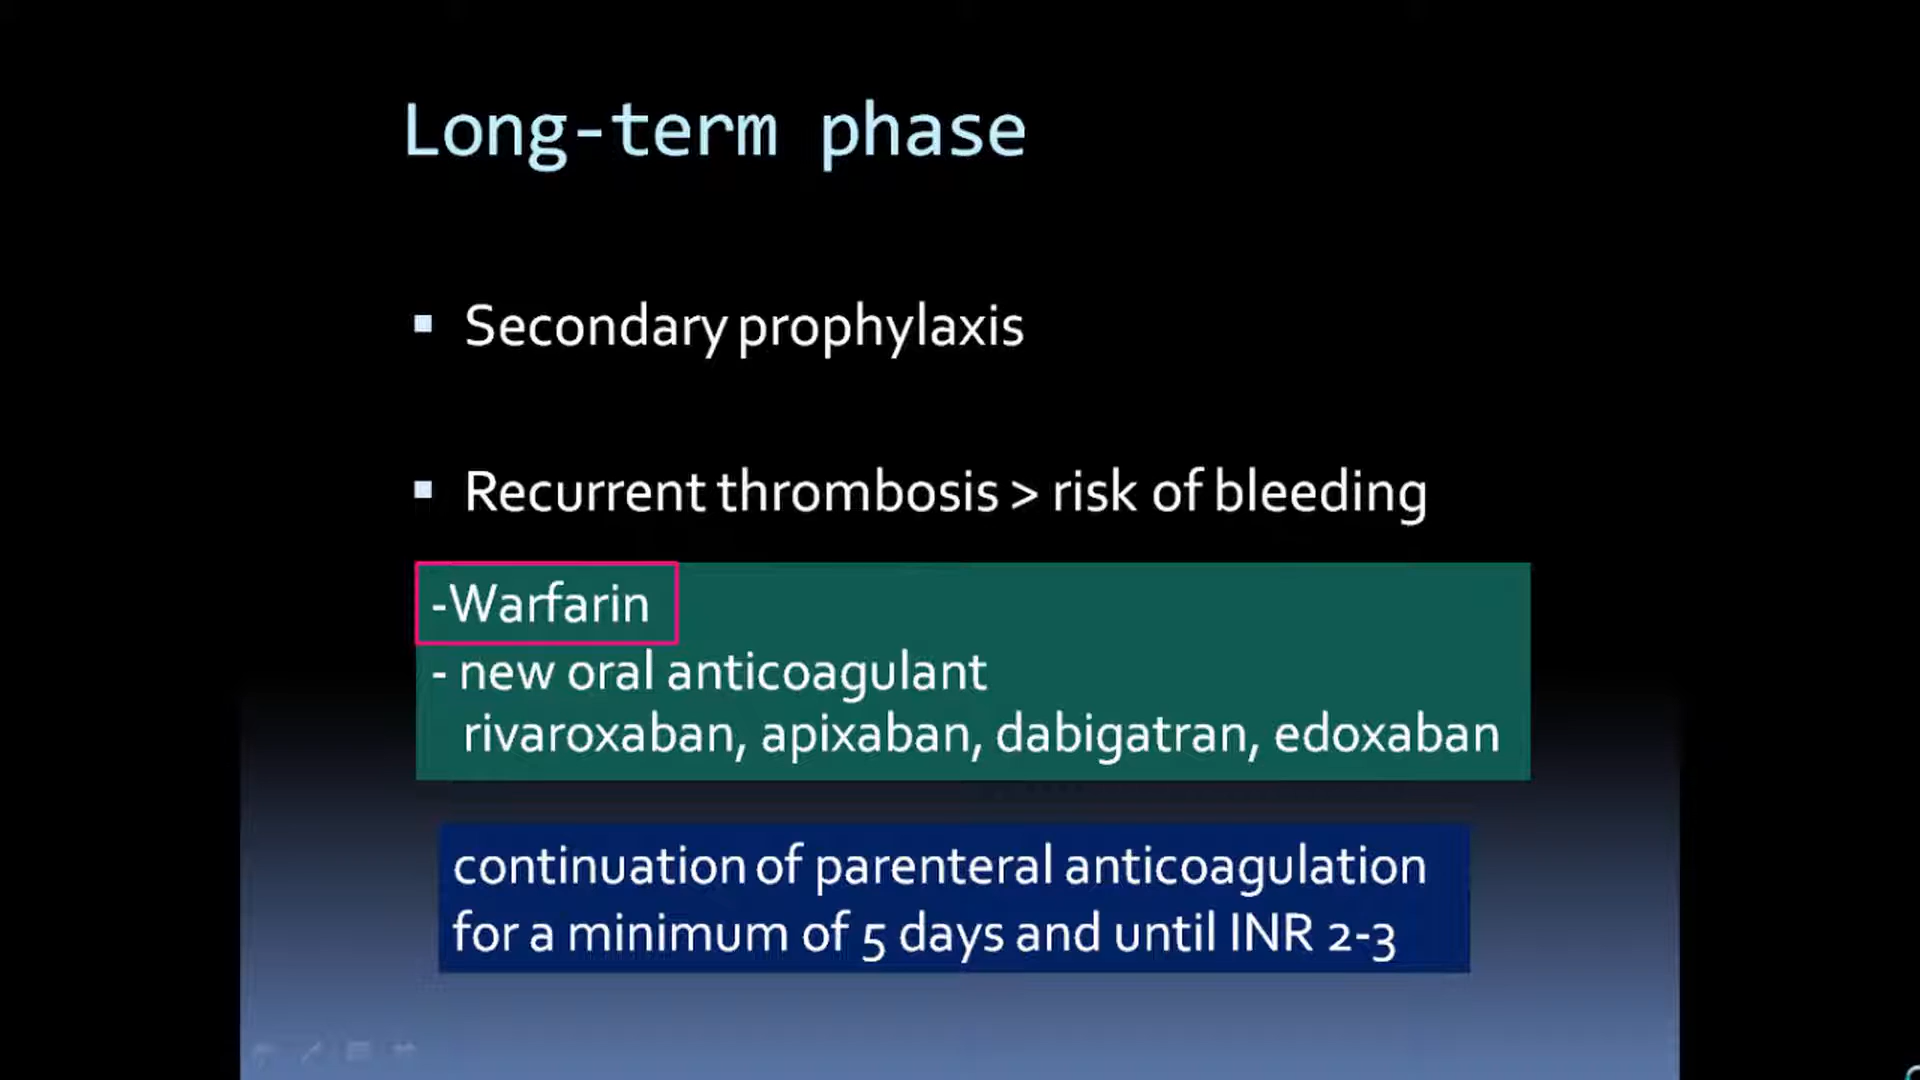 Long-term phase
▪ Secondary prophylaxis
▪ Recurrent thrombosis > risk of bleeding
-Warfarin
- new oral anticoagulant
rivaroxaban, apixaban, dabigatran, edoxaban
continuation of parenteral anticoagulation
for a minimum of 5 days and until INR 2-3